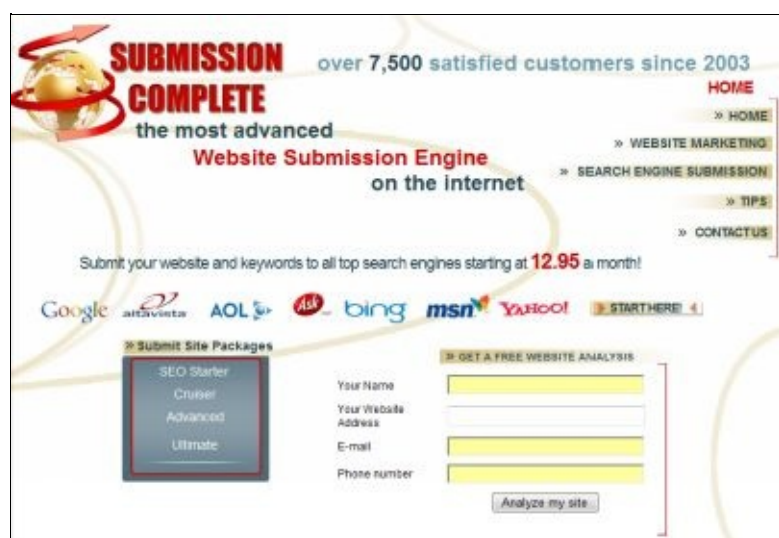 SUBMISSION
COMPLETE
over 7,500 satisfied customers since 2003
HOME
» HOME
the most advanced
» WEBSITE MARKETING
Website Submission Engine
» SEARCH ENGINE SUBMISSION
on the internet
» TIPS
» CONTACT US
Submit your website and keywords to all top search engines starting at 12.95 a month!
Google altavista AOL Ask bing msn YAHOO! » START HERE!
» Submit Site Packages
» GET A FREE WEBSITE ANALYSIS
SEO Starter
Cruiser
Advanced
Ultimate
Your Name
Your Website
Address
E-mail
Phone number
Analyze my site